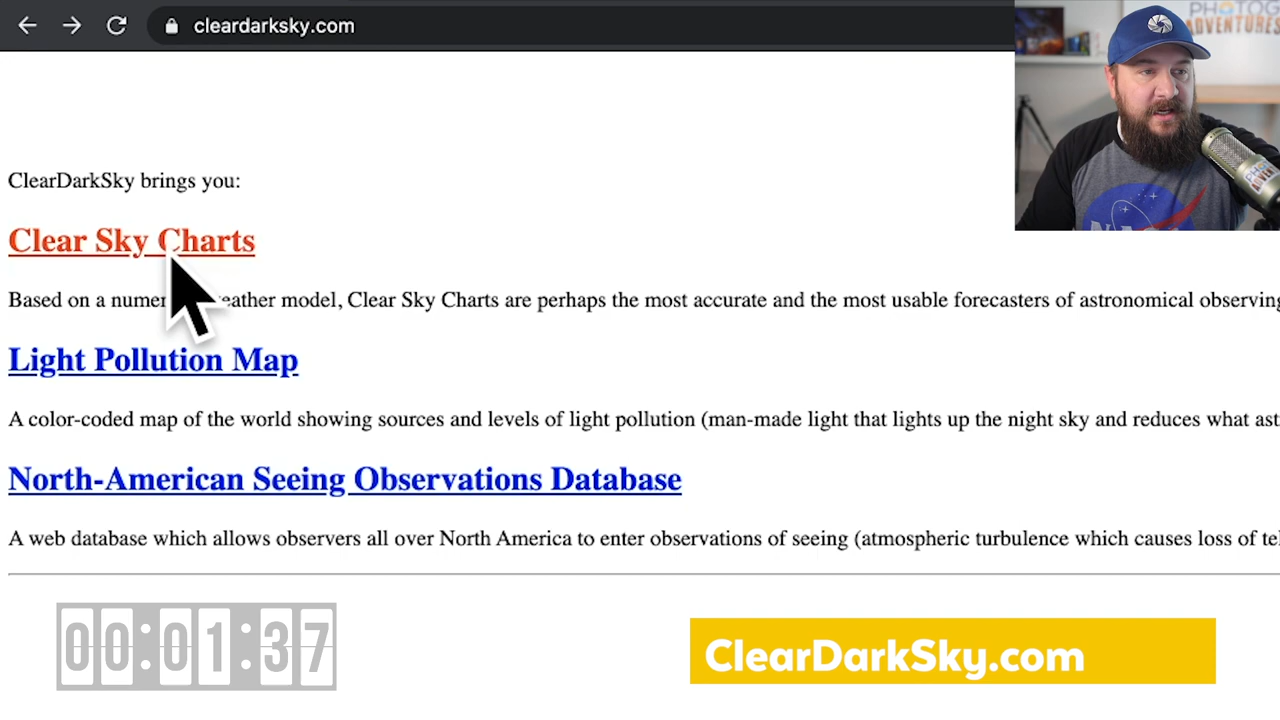 cleardarksky.com
PHOTOG
ADVENTURES
ClearDarkSky brings you:
Clear Sky Charts
Based on a weather model, Clear Sky Charts are perhaps the most accurate and the most usable forecasters of astronomical observing
Light Pollution Map
A color-coded map of the world showing sources and levels of light pollution (man-made light that lights up the night sky and reduces what ast
North-American Seeing Observations Database
A web database which allows observers all over North America to enter observations of seeing (atmospheric turbulence which causes loss of te
00:01:37
ClearDarkSky.com